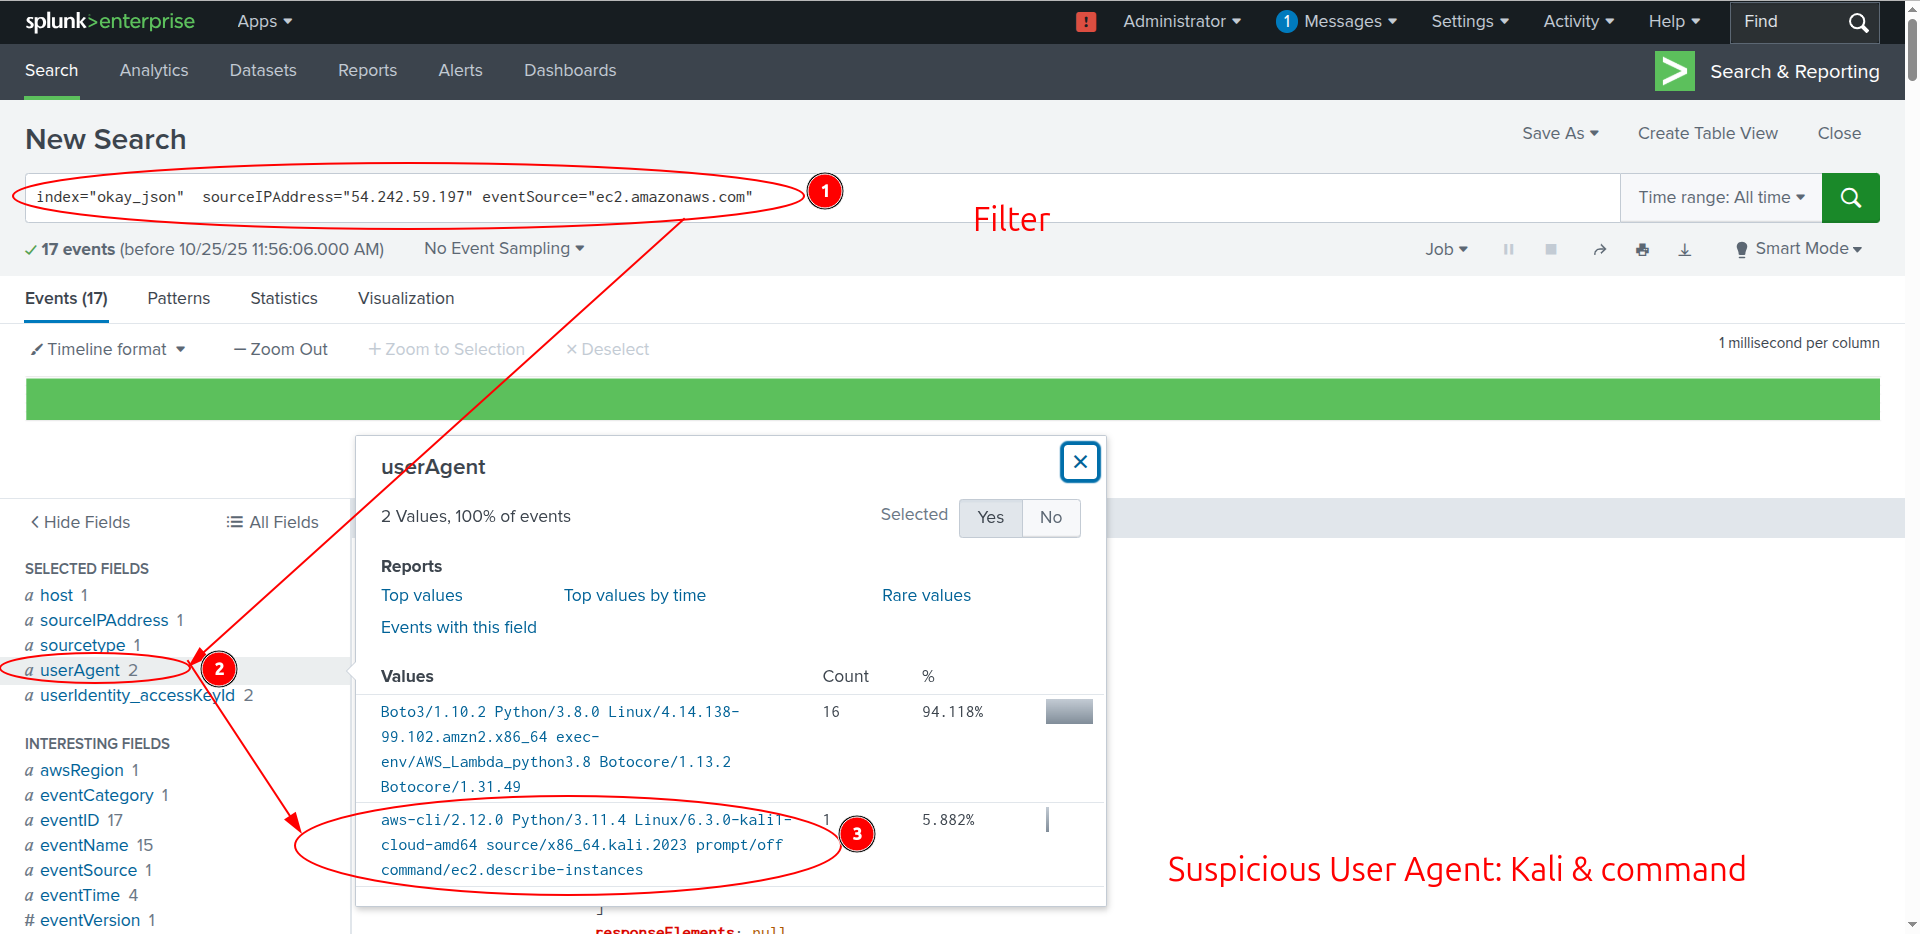 splunk>enterprise Apps Administrator 1 Messages Settings Activity Help Find
Search Analytics Datasets Reports Alerts Dashboards Search & Reporting
New Search Save As Create Table View Close
index="okay_json"  sourceIPAddress="54.242.59.197" eventSource="ec2.amazonaws.com" 1 Time range: All time
Filter
17 events (before 10/25/25 11:56:06.000 AM) No Event Sampling Job Smart Mode
Events (17) Patterns Statistics Visualization
Timeline format — Zoom Out + Zoom to Selection × Deselect 1 millisecond per column
userAgent
2 Values, 100% of events Selected Yes No
Reports
Top values Top values by time Rare values
Events with this field
Values Count %
Boto3/1.10.2 Python/3.8.0 Linux/4.14.138- 16 94.118%
99.102.amzn2.x86_64 exec-
env/AWS_Lambda_python3.8 Botocore/1.13.2
Botocore/1.31.49
aws-cli/2.12.0 Python/3.11.4 Linux/6.3.0-kali1- 1 5.882%
cloud-amd64 source/x86_64.kali.2023 prompt/off 3
command/ec2.describe-instances
Suspicious User Agent: Kali & command
< Hide Fields All Fields
SELECTED FIELDS
a host 1
a sourceIPAddress 1
a sourcetype 1
a userAgent 2 2
a userIdentity_accessKeyId 2
INTERESTING FIELDS
a awsRegion 1
a eventCategory 1
a eventID 17
a eventName 15
a eventSource 1
a eventTime 4
# eventVersion 1
]
responseElements: null